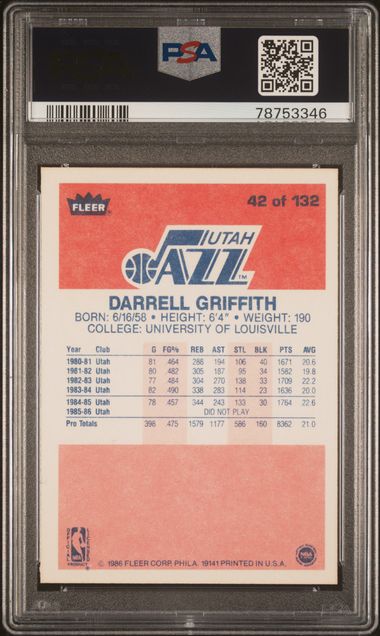 PSA
78753346
FLEER
42 of 132
UTAH
JAZZ
TM
DARRELL GRIFFITH
BORN: 6/16/58 • HEIGHT: 6'4" • WEIGHT: 190
COLLEGE: UNIVERSITY OF LOUISVILLE
Year Club G FG% REB AST STL BLK PTS AVG
1980-81 Utah 81 464 288 194 106 40 1671 20.6
1981-82 Utah 80 482 305 187 95 34 1582 19.8
1982-83 Utah 77 484 304 270 138 33 1709 22.2
1983-84 Utah 82 490 338 283 114 23 1636 20.0
1984-85 Utah 78 457 344 243 133 30 1764 22.6
1985-86 Utah DID NOT PLAY
Pro Totals 398 475 1579 1177 586 160 8362 21.0
NBA
PRODUCT
© 1986 FLEER CORP. PHILA. 19141 PRINTED IN U.S.A.